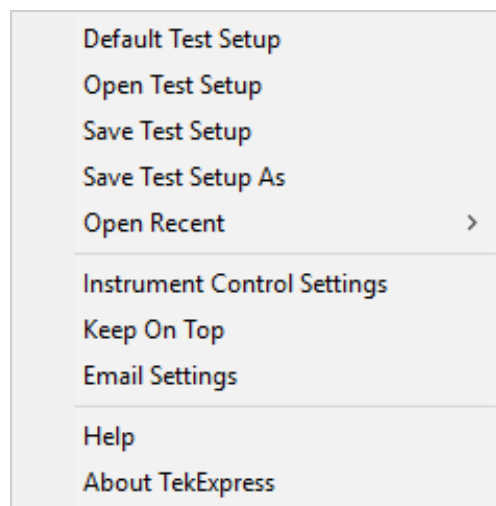 Default Test Setup
Open Test Setup
Save Test Setup
Save Test Setup As
Open Recent
Instrument Control Settings
Keep On Top
Email Settings
Help
About TekExpress